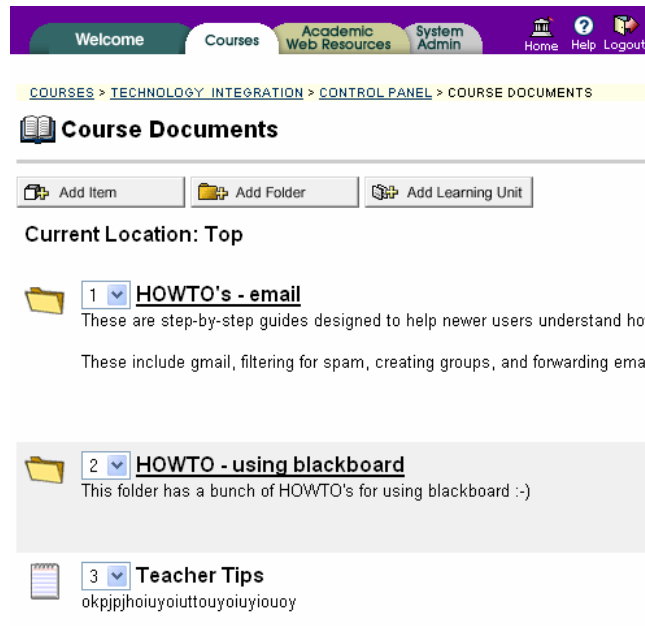 Welcome
Courses
Academic
Web Resources
System
Admin
Home Help Logout
COURSES > TECHNOLOGY INTEGRATION > CONTROL PANEL > COURSE DOCUMENTS
Course Documents
Add Item Add Folder Add Learning Unit
Current Location: Top
1 HOWTO's - email
These are step-by-step guides designed to help newer users understand ho
These include gmail, filtering for spam, creating groups, and forwarding ema
2 HOWTO - using blackboard
This folder has a bunch of HOWTO's for using blackboard :-)
3 Teacher Tips
okpjpjhoiuyoiuttouyoiuyiouoy